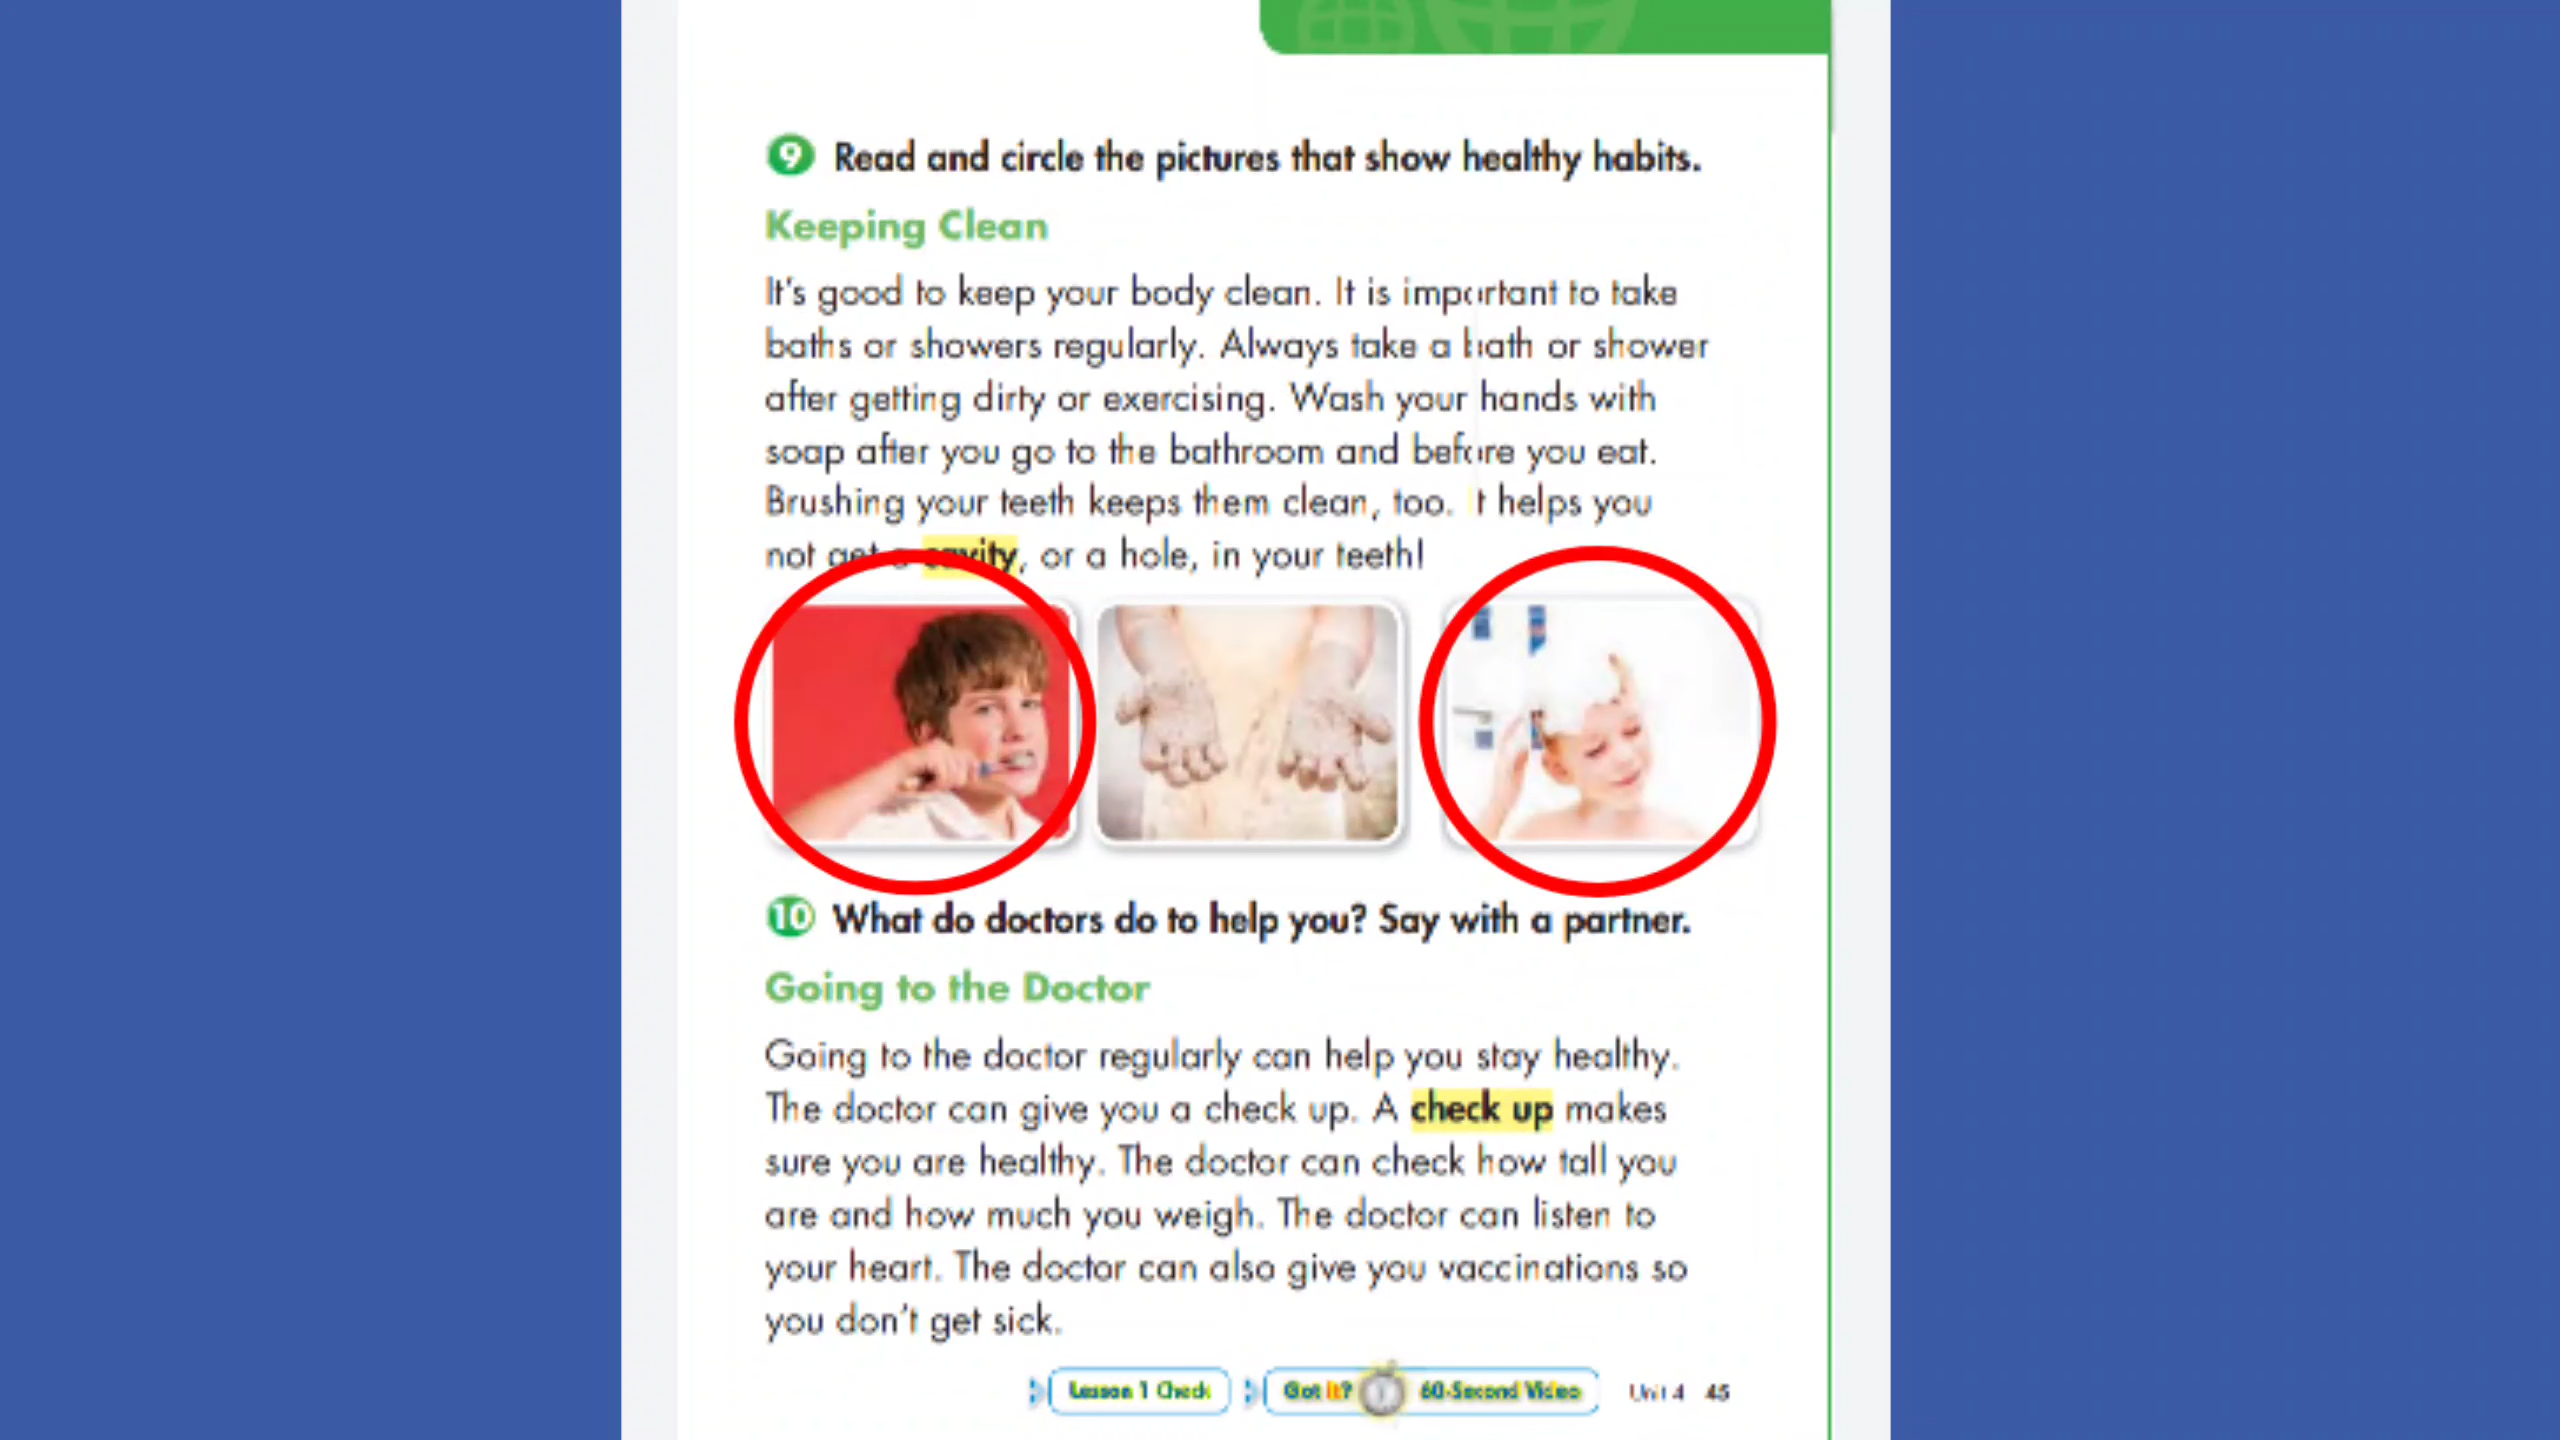 9 Read and circle the pictures that show healthy habits.
Keeping Clean
It's good to keep your body clean. It is important to take
baths or showers regularly. Always take a bath or shower
after getting dirty or exercising. Wash your hands with
soap after you go to the bathroom and before you eat.
Brushing your teeth keeps them clean, too. It helps you
not get a cavity, or a hole, in your teeth!
10 What do doctors do to help you? Say with a partner.
Going to the Doctor
Going to the doctor regularly can help you stay healthy.
The doctor can give you a check up. A check up makes
sure you are healthy. The doctor can check how tall you
are and how much you weigh. The doctor can listen to
your heart. The doctor can also give you vaccinations so
you don't get sick.
Lesson 1 Check Got it? 60-Second Video Unit 4 45